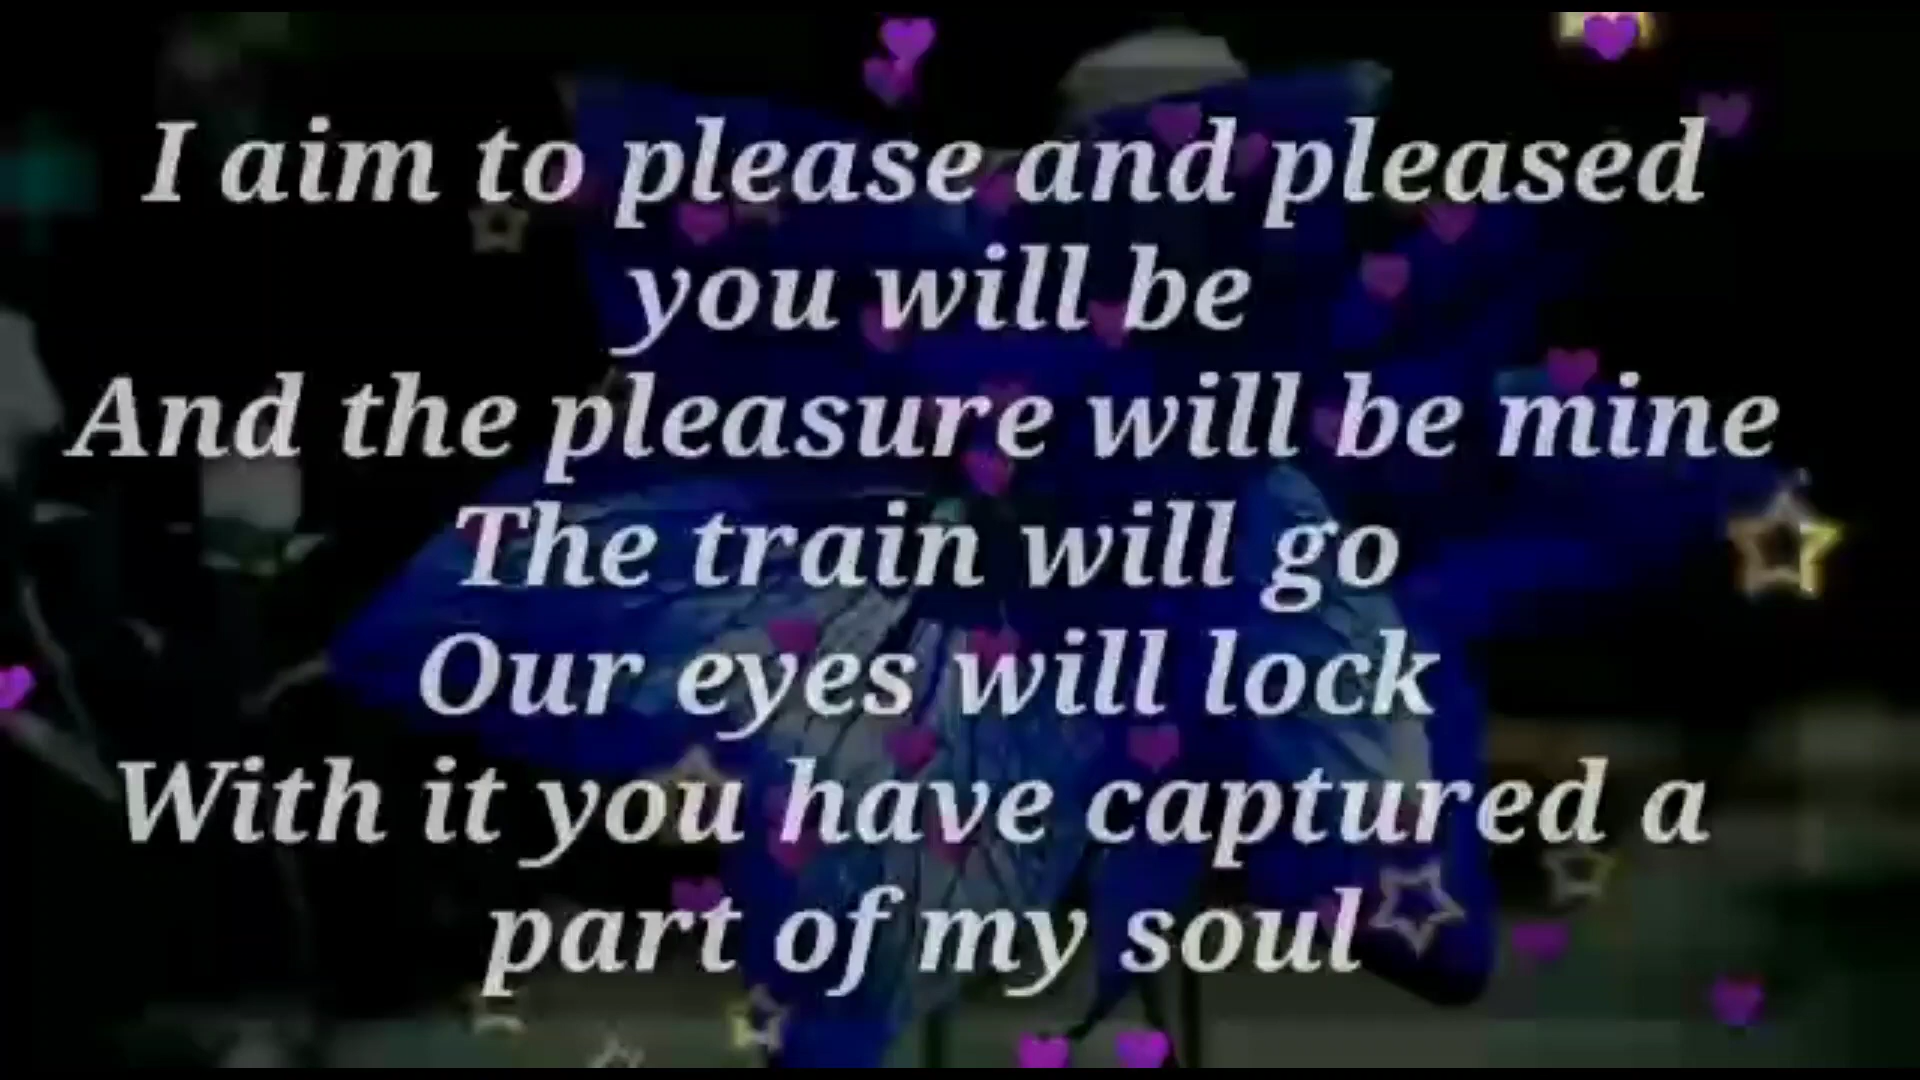 I aim to please and pleased
you will be
And the pleasure will be mine
The train will go
Our eyes will lock
With it you have captured a
part of my soul